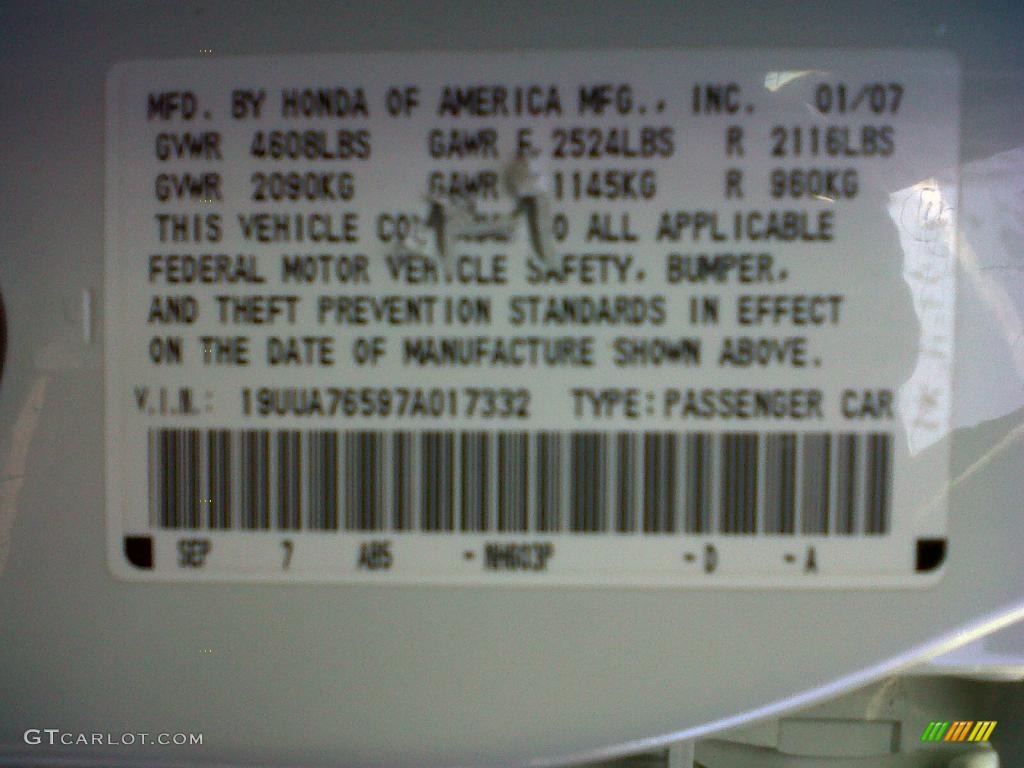 MFD. BY HONDA OF AMERICA MFG., INC. 01/07
GVWR 4608LBS GAWR F 2524LBS R 2116LBS
GVWR 2090KG GAWR 1145KG R 960KG
THIS VEHICLE ALL APPLICABLE
FEDERAL MOTOR VEHICLE SAFETY, BUMPER,
AND THEFT PREVENTION STANDARDS IN EFFECT
ON THE DATE OF MANUFACTURE SHOWN ABOVE.
V.I.N.: 19UUA76597A017332 TYPE: PASSENGER CAR
SEP 7 AB5 - NH603P - D - A
GTCARLOT.COM